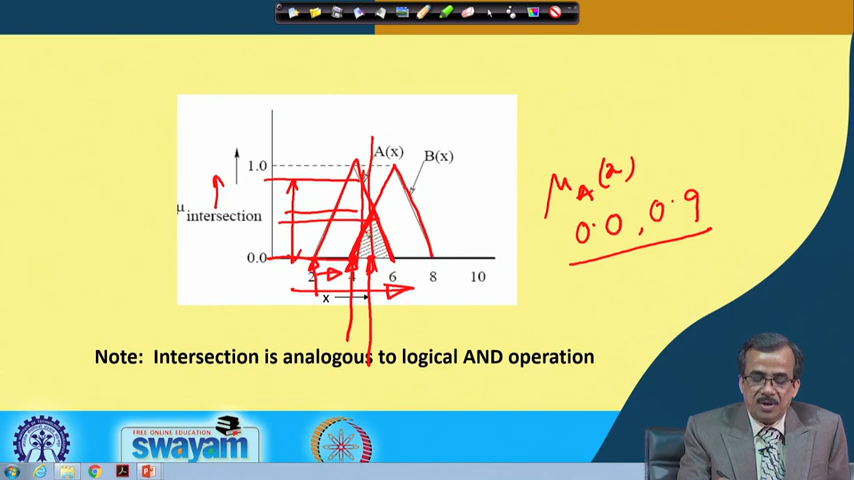 1.0
A(x)
B(x)
μ intersection
0.0
2 4 6 8 10
x
μA(x)
0.0, 0.9
Note: Intersection is analogous to logical AND operation
FREE ONLINE EDUCATION
swayam